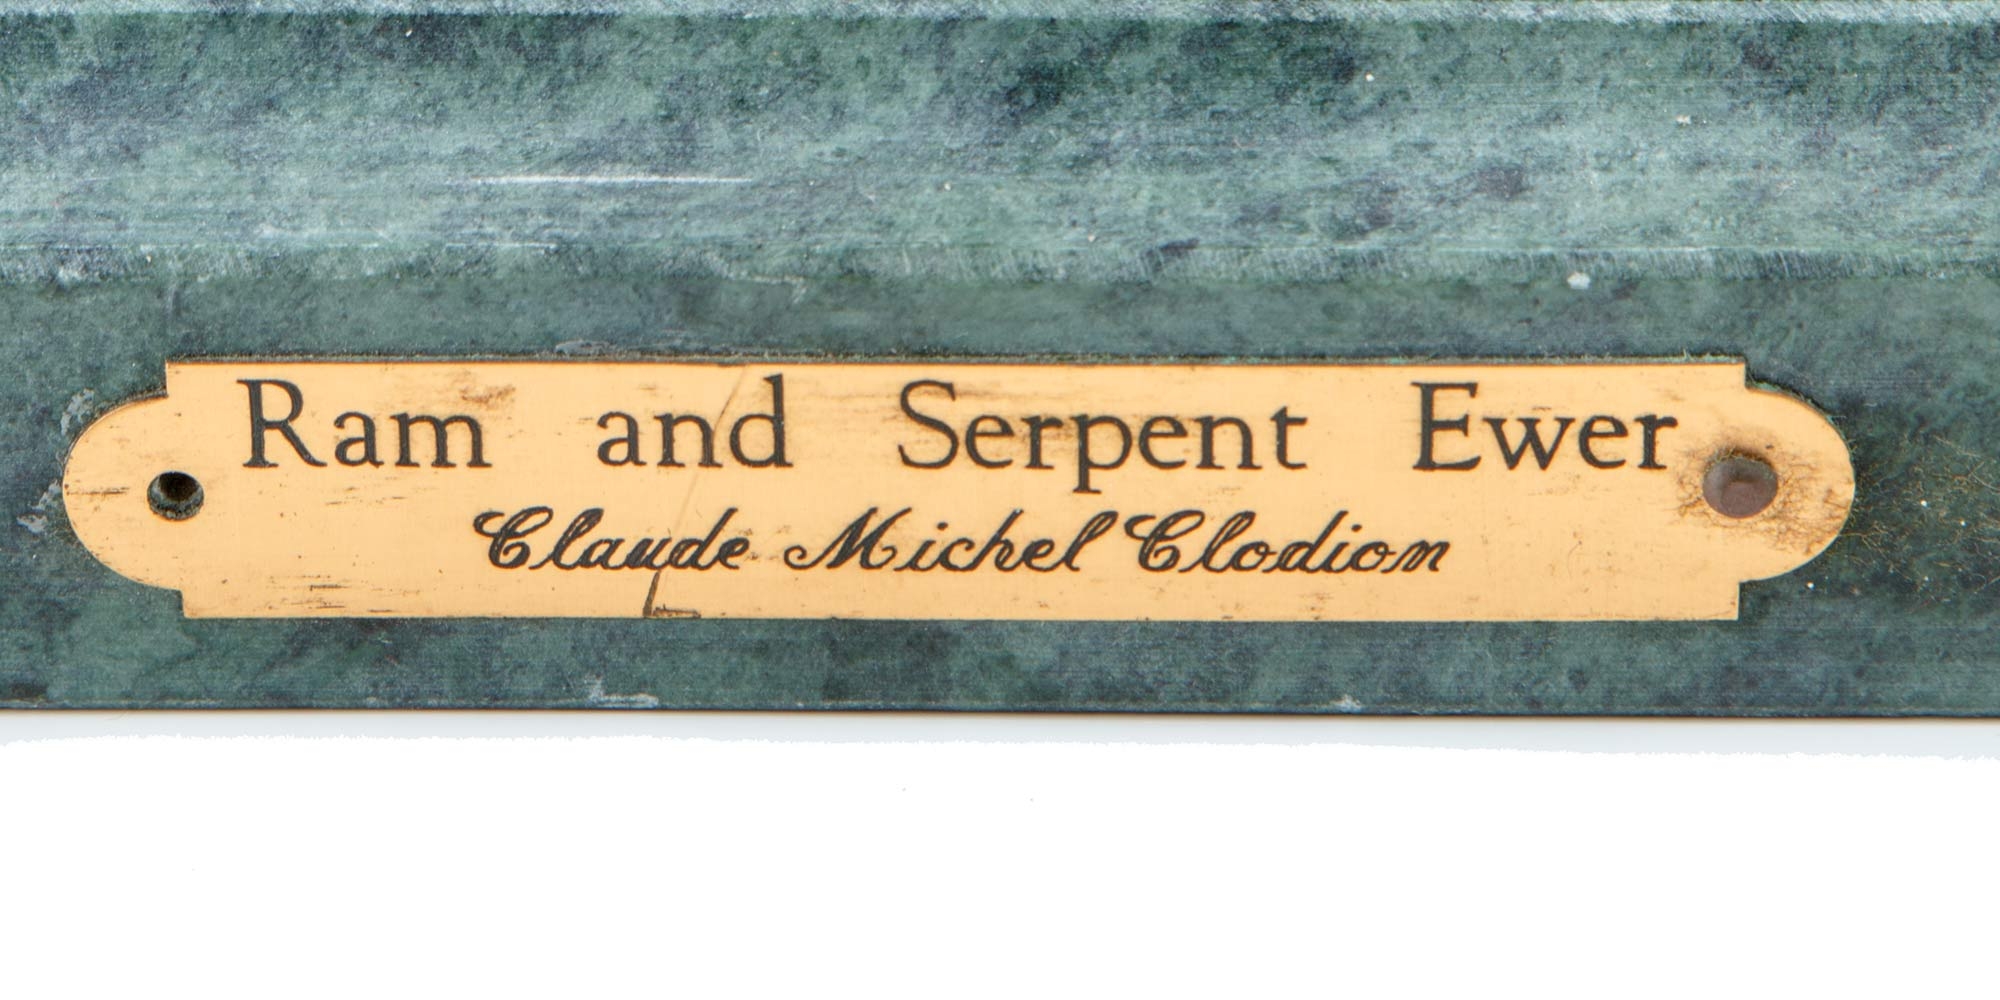 Ram and Serpent Ewer
Claude Michel Clodion